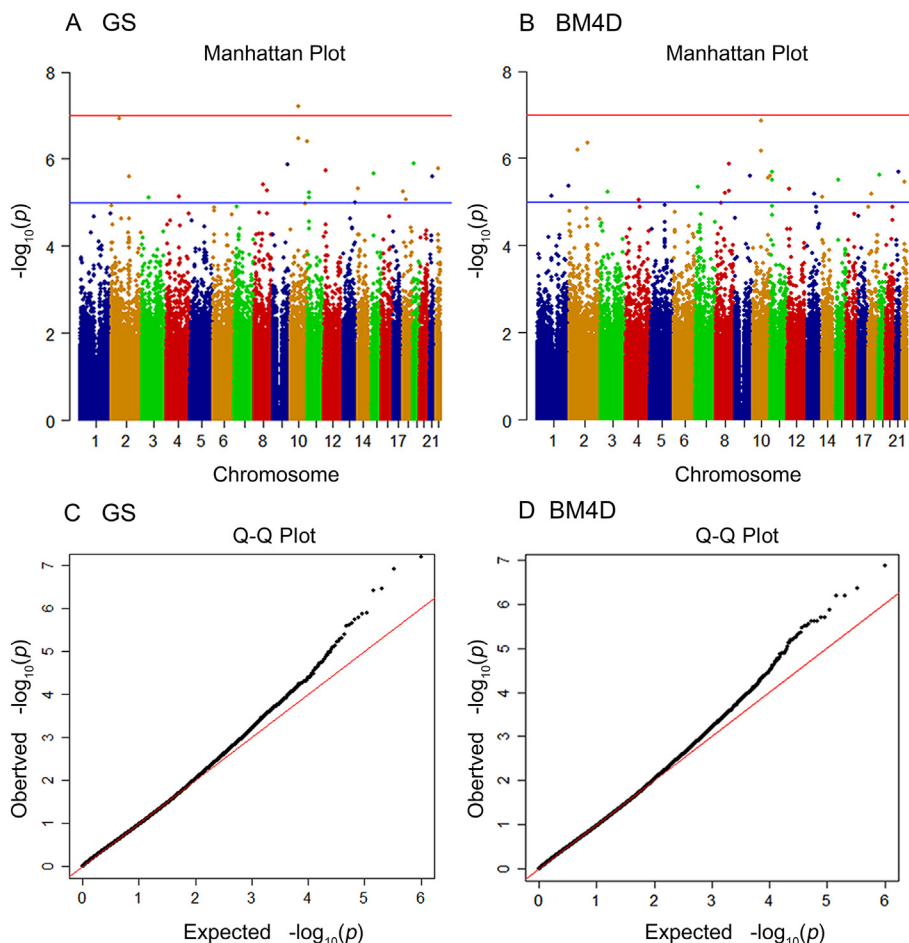 A GS
B BM4D
Manhattan Plot
Manhattan Plot
8
6
4
2
0
-log10(p)
1 2 3 4 5 6 8 10 12 14 17 21
Chromosome
8
6
4
2
0
-log10(p)
1 2 3 4 5 6 8 10 12 14 17 21
Chromosome
C GS
D BM4D
Q-Q Plot
Q-Q Plot
7
6
5
4
3
2
1
0
Obertved -log10(p)
0 1 2 3 4 5 6
Expected -log10(p)
7
6
5
4
3
2
1
0
Obertved -log10(p)
0 1 2 3 4 5 6
Expected -log10(p)